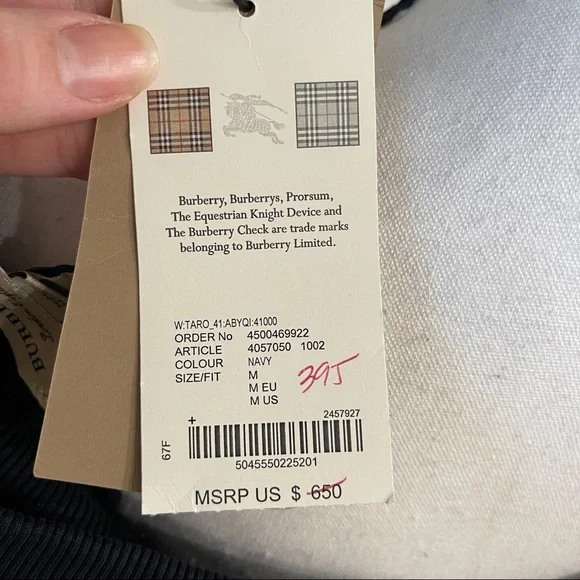 Burberry, Burberrys, Prorsum,
The Equestrian Knight Device and
The Burberry Check are trade marks
belonging to Burberry Limited.
W:TARO_41:ABYQI:41000
ORDER No 4500469922
ARTICLE 4057050 1002
COLOUR NAVY
SIZE/FIT M
M EU
M US
395
+ 2457927
67F
5045550225201
MSRP US $ 650
BURBE